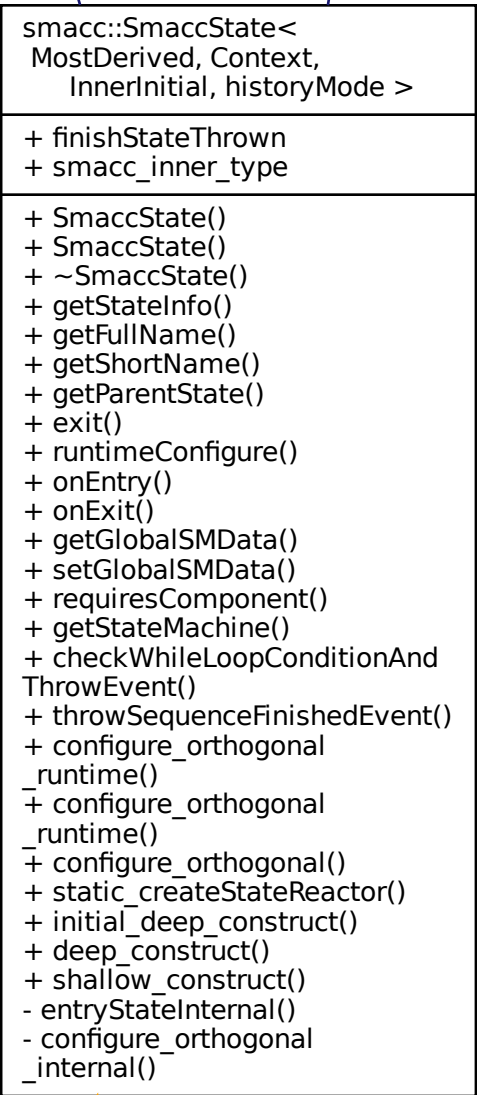 smacc::SmaccState<
MostDerived, Context,
InnerInitial, historyMode >
+ finishStateThrown
+ smacc_inner_type
+ SmaccState()
+ SmaccState()
+ ~SmaccState()
+ getStateInfo()
+ getFullName()
+ getShortName()
+ getParentState()
+ exit()
+ runtimeConfigure()
+ onEntry()
+ onExit()
+ getGlobalSMData()
+ setGlobalSMData()
+ requiresComponent()
+ getStateMachine()
+ checkWhileLoopConditionAnd
ThrowEvent()
+ throwSequenceFinishedEvent()
+ configure_orthogonal
_runtime()
+ configure_orthogonal
_runtime()
+ configure_orthogonal()
+ static_createStateReactor()
+ initial_deep_construct()
+ deep_construct()
+ shallow_construct()
- entryStateInternal()
- configure_orthogonal
_internal()